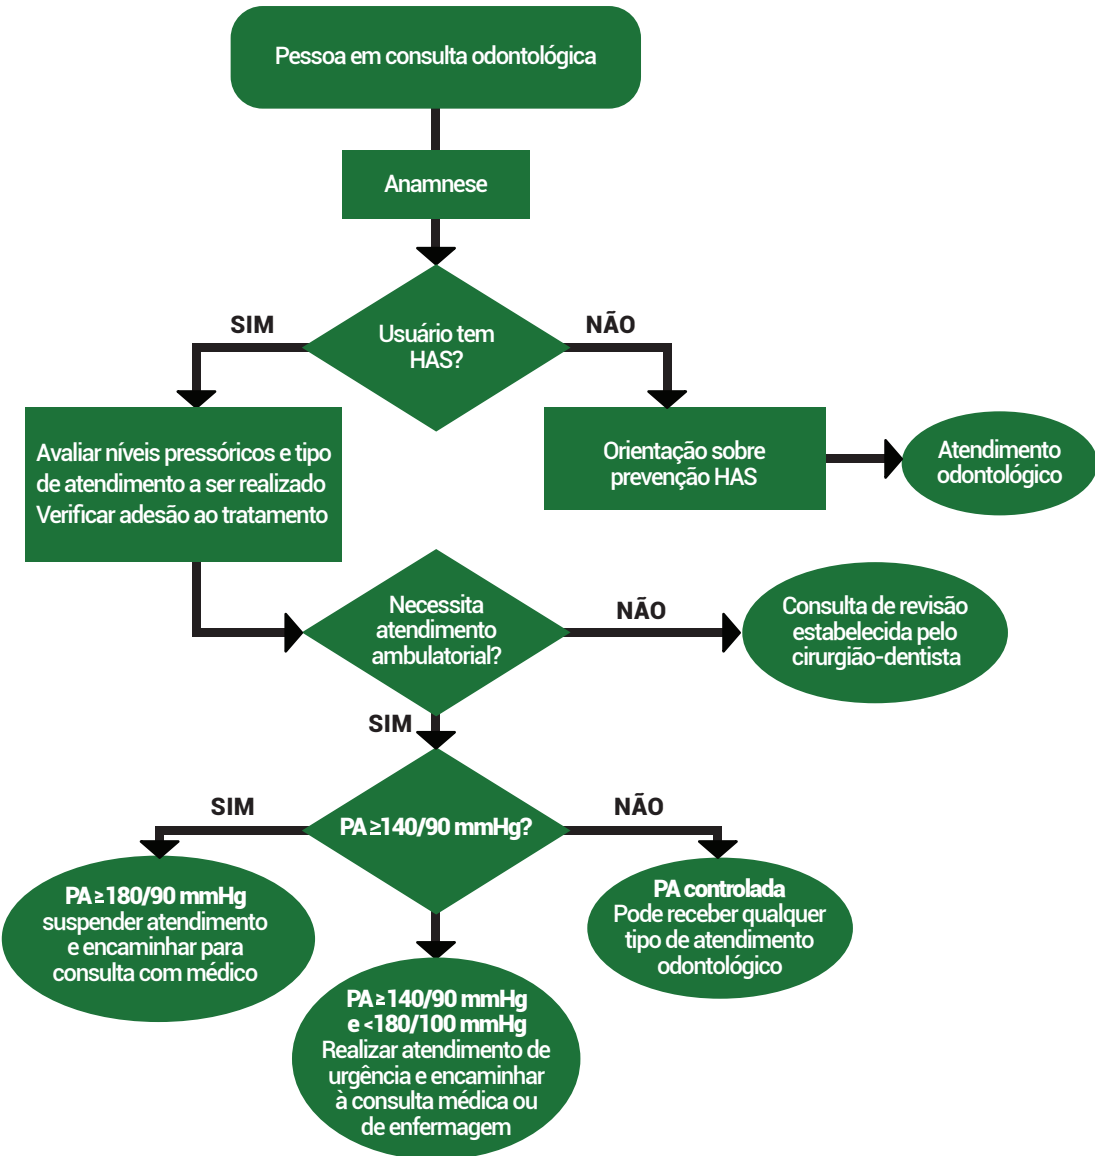 Pessoa em consulta odontológica
Anamnese
Usuário tem
HAS?
SIM
NÃO
Avaliar níveis pressóricos e tipo
de atendimento a ser realizado
Verificar adesão ao tratamento
Orientação sobre
prevenção HAS
Atendimento
odontológico
Necessita
atendimento
ambulatorial?
NÃO
Consulta de revisão
estabelecida pelo
cirurgião-dentista
SIM
PA ≥140/90 mmHg?
SIM
NÃO
PA ≥ 180/90 mmHg
suspender atendimento
e encaminhar para
consulta com médico
PA ≥140/90 mmHg
e <180/100 mmHg
Realizar atendimento de
urgência e encaminhar
à consulta médica ou
de enfermagem
PA controlada
Pode receber qualquer
tipo de atendimento
odontológico